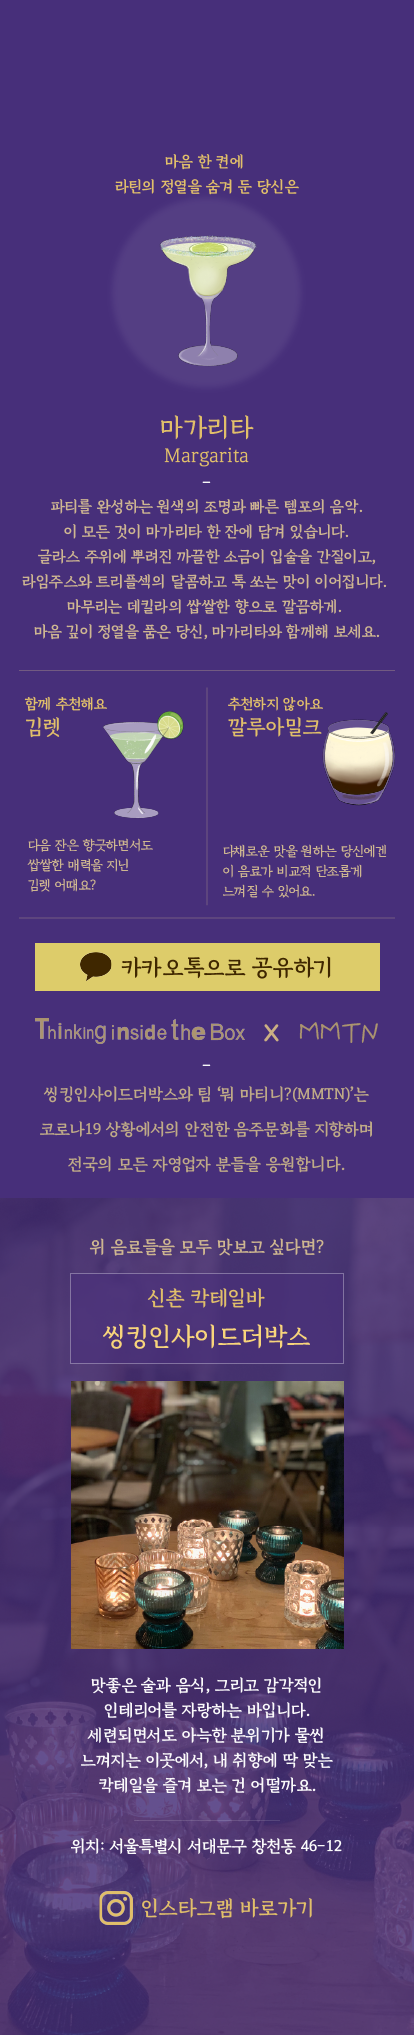 마음 한 켠에
라틴의 정열을 숨겨 둔 당신은
마가리타
Margarita
–
파티를 완성하는 원색의 조명과 빠른 템포의 음악.
이 모든 것이 마가리타 한 잔에 담겨 있습니다.
글라스 주위에 뿌려진 까끌한 소금이 입술을 간질이고,
라임주스와 트리플섹의 달콤하고 톡 쏘는 맛이 이어집니다.
마무리는 데킬라의 쌉쌀한 향으로 깔끔하게.
마음 깊이 정열을 품은 당신, 마가리타와 함께해 보세요.
함께 추천해요
김렛
다음 잔은 향긋하면서도
쌉쌀한 매력을 지닌
김렛 어때요?
추천하지 않아요
깔루아밀크
다채로운 맛을 원하는 당신에겐
이 음료가 비교적 단조롭게
느껴질 수 있어요.
카카오톡으로 공유하기
Thinking inside the Box X MMTN
–
씽킹인사이드더박스와 팀 ‘뭐 마티니?(MMTN)’는
코로나19 상황에서의 안전한 음주문화를 지향하며
전국의 모든 자영업자 분들을 응원합니다.
위 음료들을 모두 맛보고 싶다면?
신촌 칵테일바
씽킹인사이드더박스
맛좋은 술과 음식, 그리고 감각적인
인테리어를 자랑하는 바입니다.
세련되면서도 아늑한 분위기가 물씬
느껴지는 이곳에서, 내 취향에 딱 맞는
칵테일을 즐겨 보는 건 어떨까요.
위치: 서울특별시 서대문구 창천동 46-12
인스타그램 바로가기